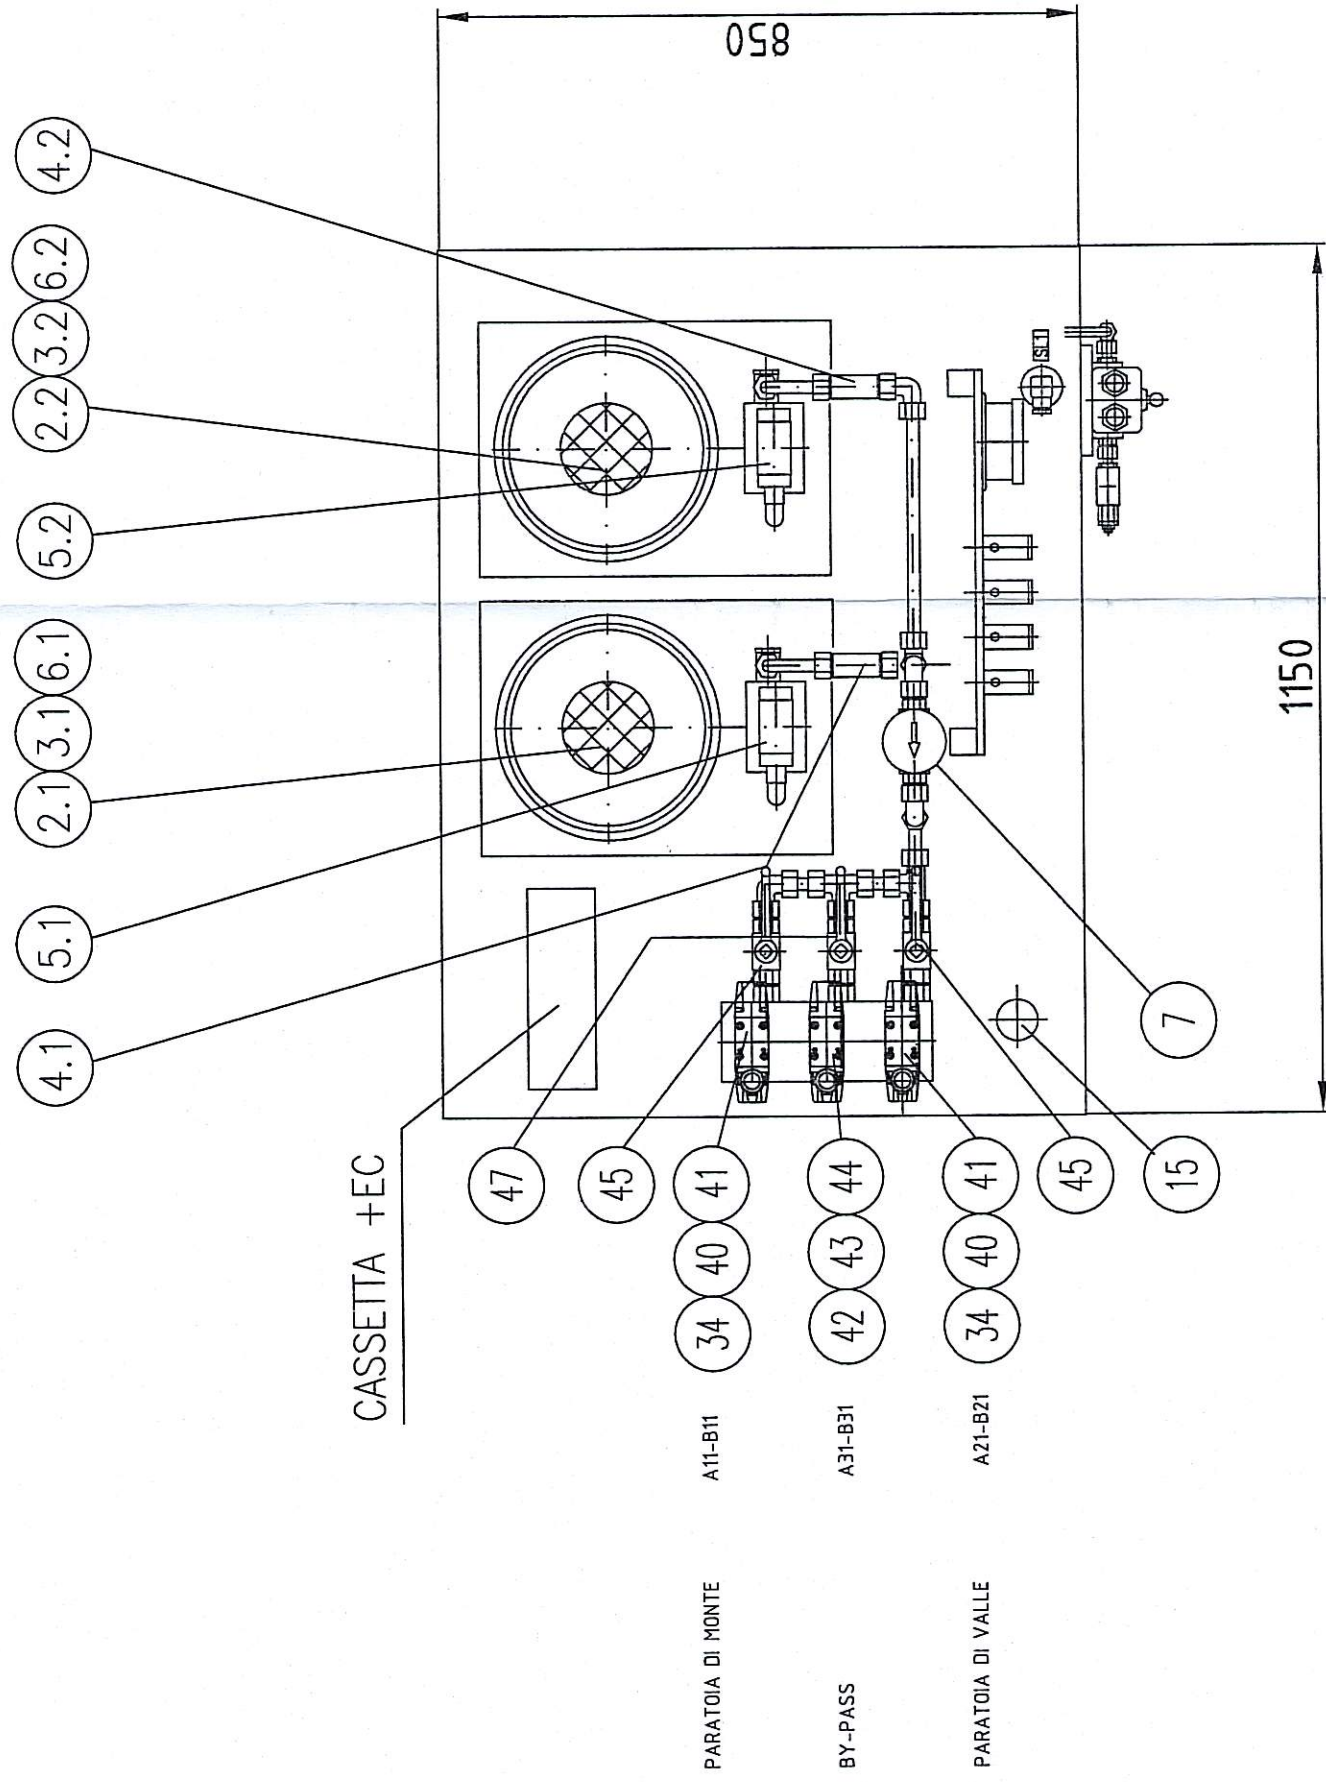 4.1
5.1
2.1 3.1 6.1
5.2
2.2 3.2 6.2
4.2
CASSETTA +EC
850
47
45
PARATOIA DI MONTE A11-B11 34 40 41
BY-PASS A31-B31 42 43 44
PARATOIA DI VALLE A21-B21 34 40 41
45
15
7
SL1
1150